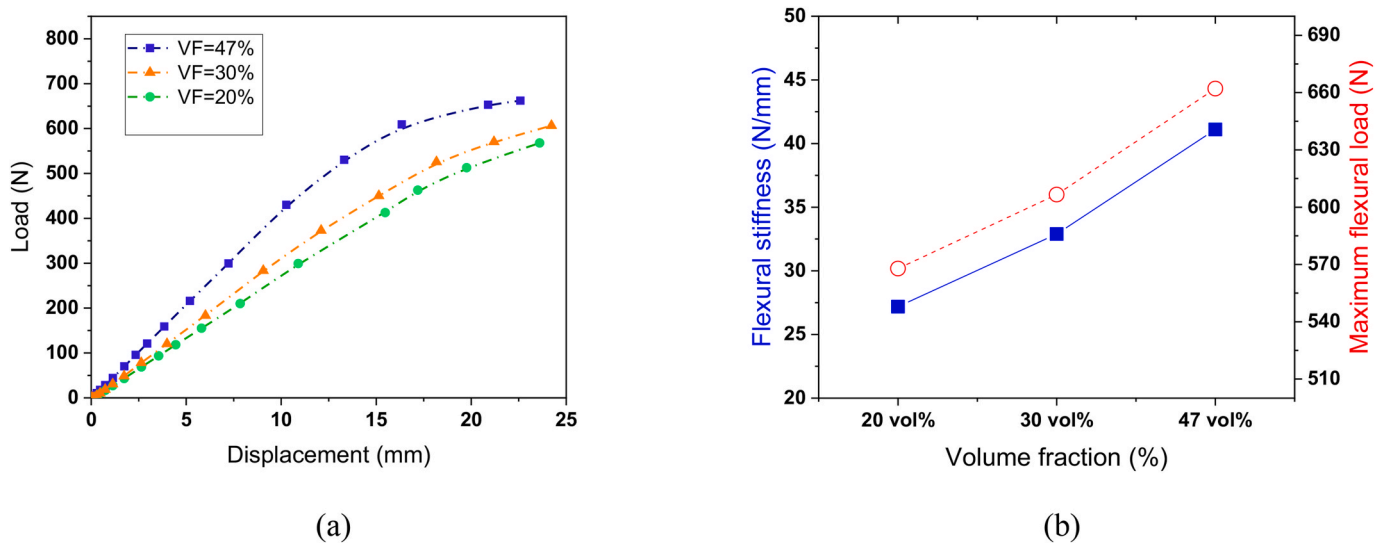 800
700
600
500
400
300
200
100
0
Load (N)
VF=47%
VF=30%
VF=20%
0 5 10 15 20 25
Displacement (mm)
(a)
50
45
40
35
30
25
20
Flexural stiffness (N/mm)
690
660
630
600
570
540
510
Maximum flexural load (N)
20 vol% 30 vol% 47 vol%
Volume fraction (%)
(b)